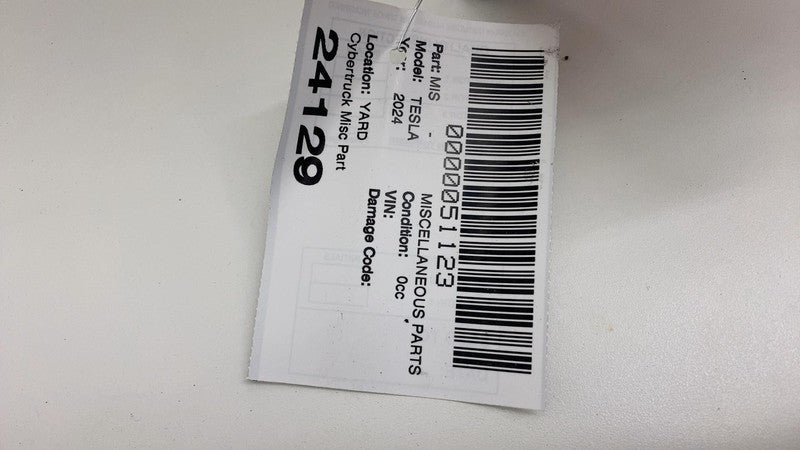 0000051123
Part: MIS - MISCELLANEOUS PARTS
Model: TESLA Condition: 0cc
Year: 2024 VIN:
Location: YARD Damage Code:
Cybertruck Misc Part
24129